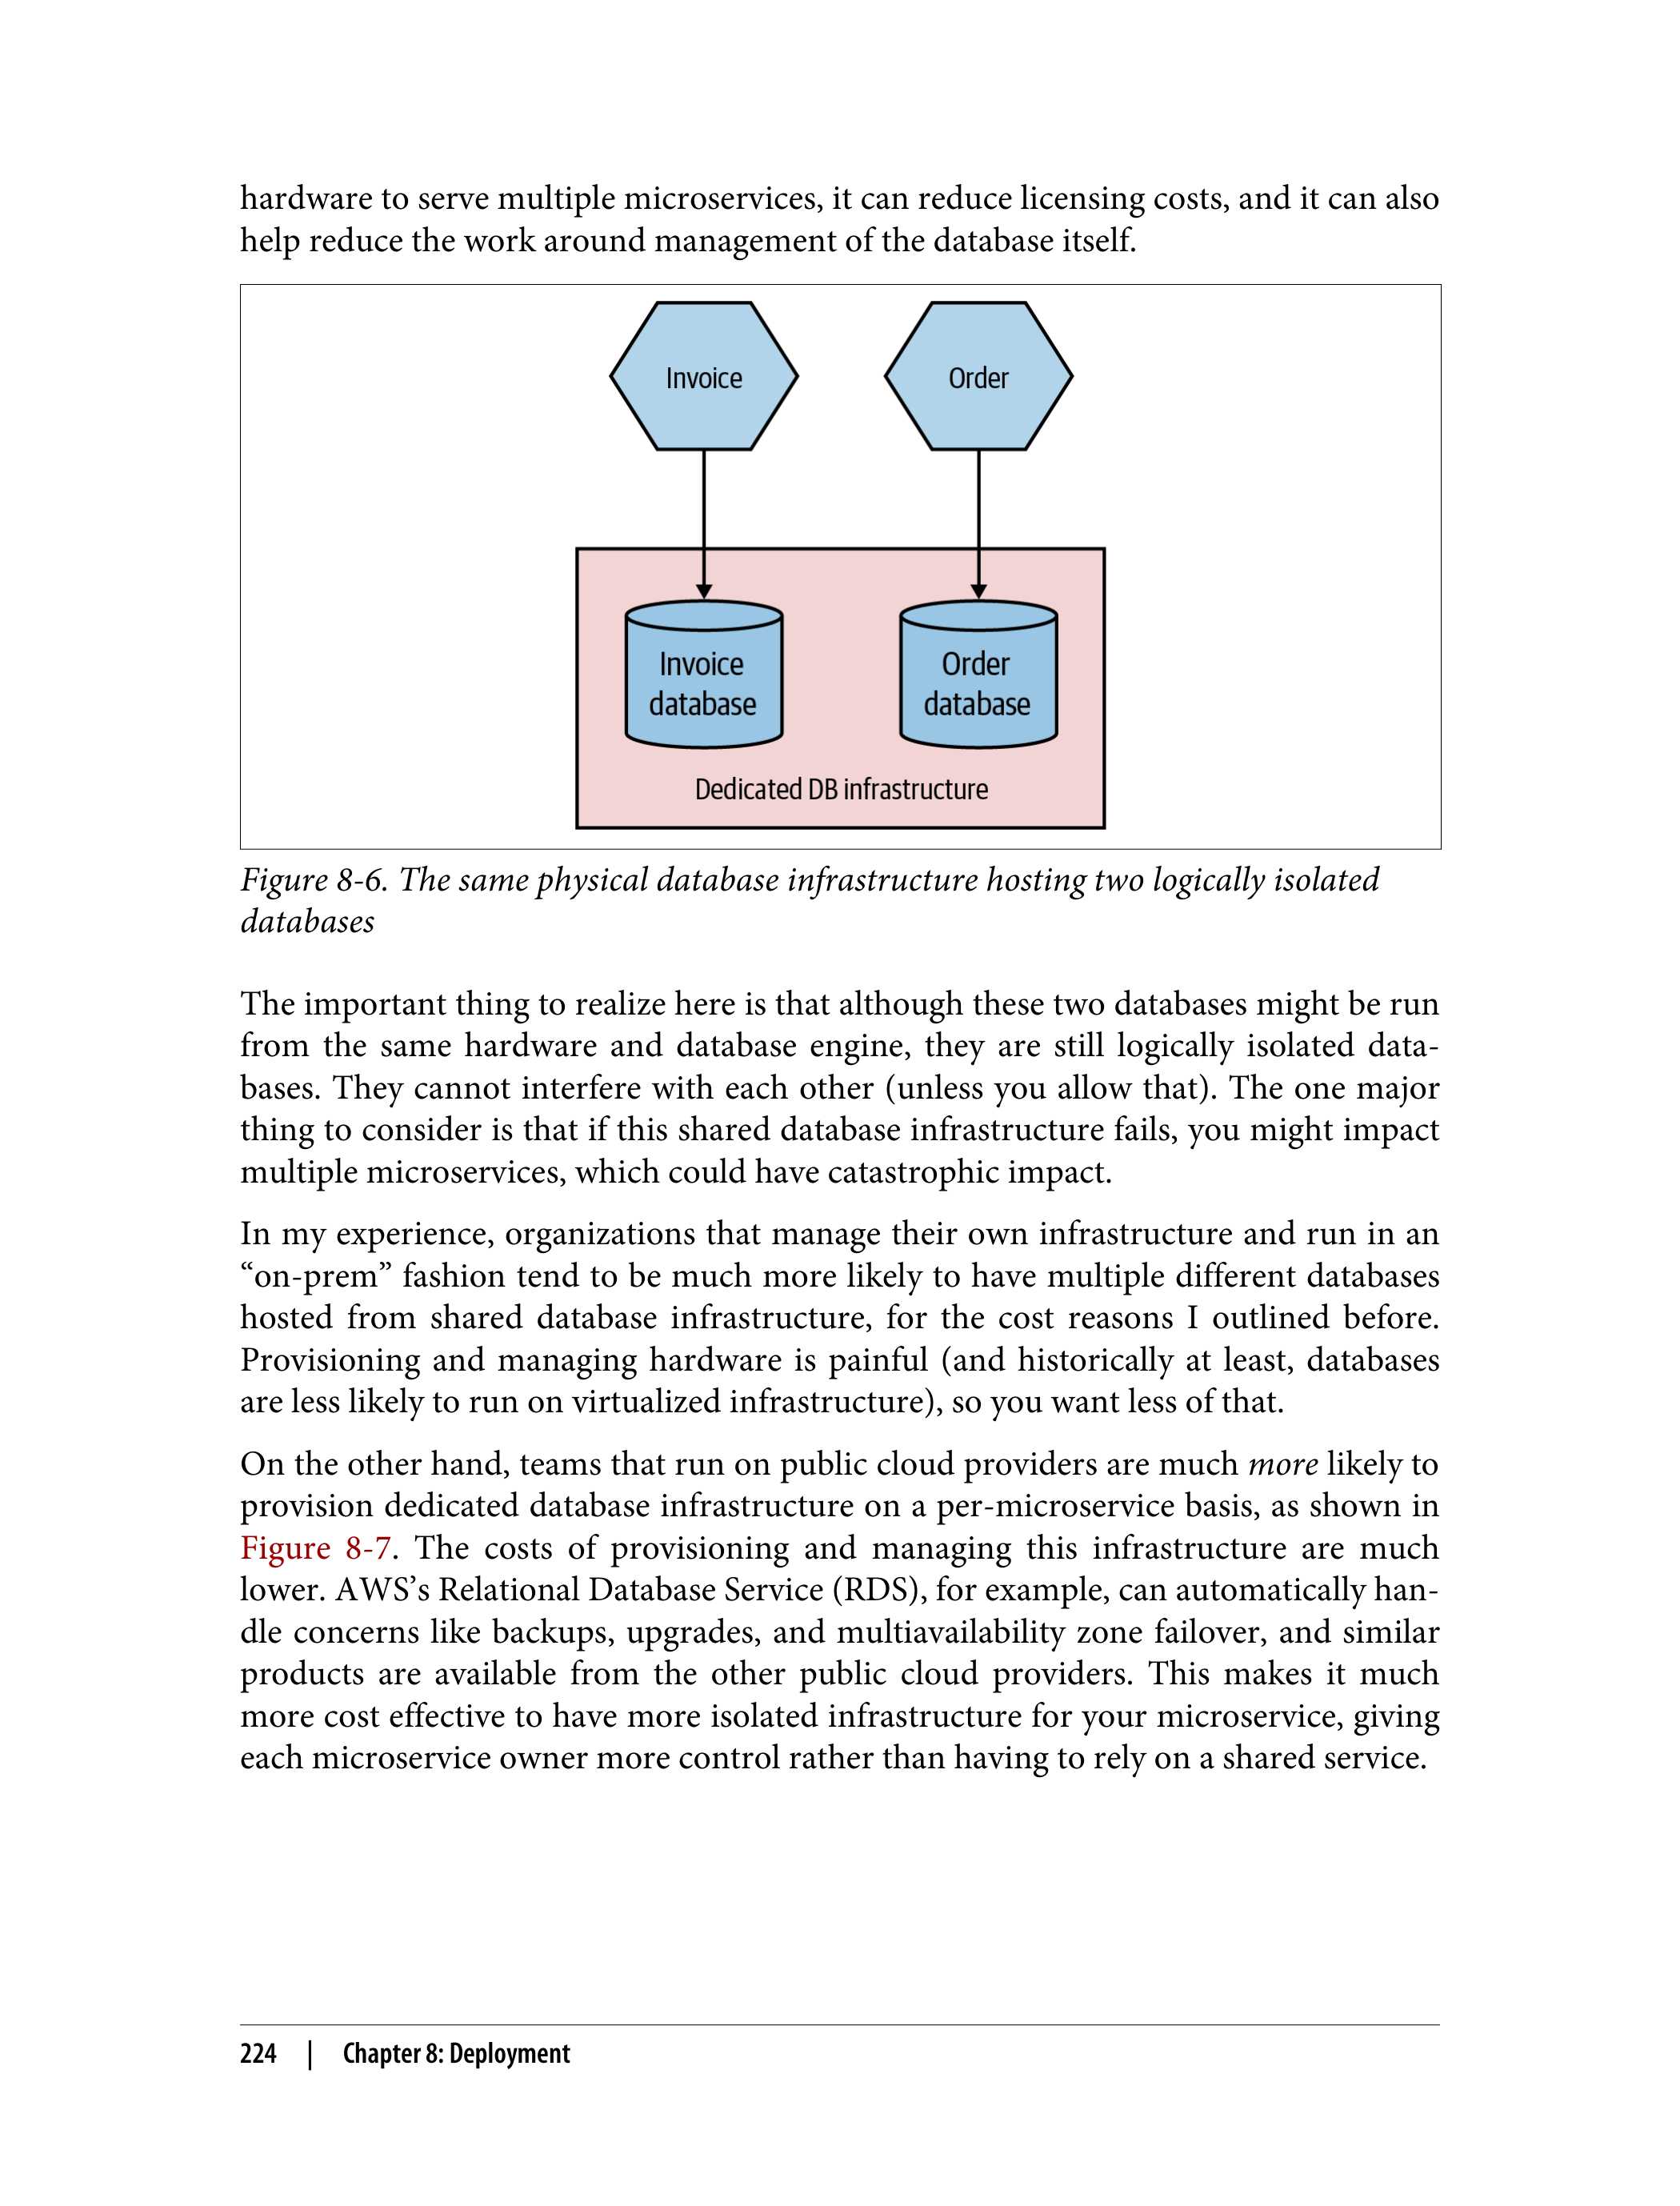 hardware to serve multiple microservices, it can reduce licensing costs, and it can also
help reduce the work around management of the database itself.
Invoice
Order
Invoice
database
Order
database
Dedicated DB infrastructure
Figure 8-6. The same physical database infrastructure hosting two logically isolated
databases
The important thing to realize here is that although these two databases might be run
from the same hardware and database engine, they are still logically isolated data-
bases. They cannot interfere with each other (unless you allow that). The one major
thing to consider is that if this shared database infrastructure fails, you might impact
multiple microservices, which could have catastrophic impact.
In my experience, organizations that manage their own infrastructure and run in an
“on-prem” fashion tend to be much more likely to have multiple different databases
hosted from shared database infrastructure, for the cost reasons I outlined before.
Provisioning and managing hardware is painful (and historically at least, databases
are less likely to run on virtualized infrastructure), so you want less of that.
On the other hand, teams that run on public cloud providers are much more likely to
provision dedicated database infrastructure on a per-microservice basis, as shown in
Figure 8-7. The costs of provisioning and managing this infrastructure are much
lower. AWS’s Relational Database Service (RDS), for example, can automatically han-
dle concerns like backups, upgrades, and multiavailability zone failover, and similar
products are available from the other public cloud providers. This makes it much
more cost effective to have more isolated infrastructure for your microservice, giving
each microservice owner more control rather than having to rely on a shared service.
224 | Chapter 8: Deployment